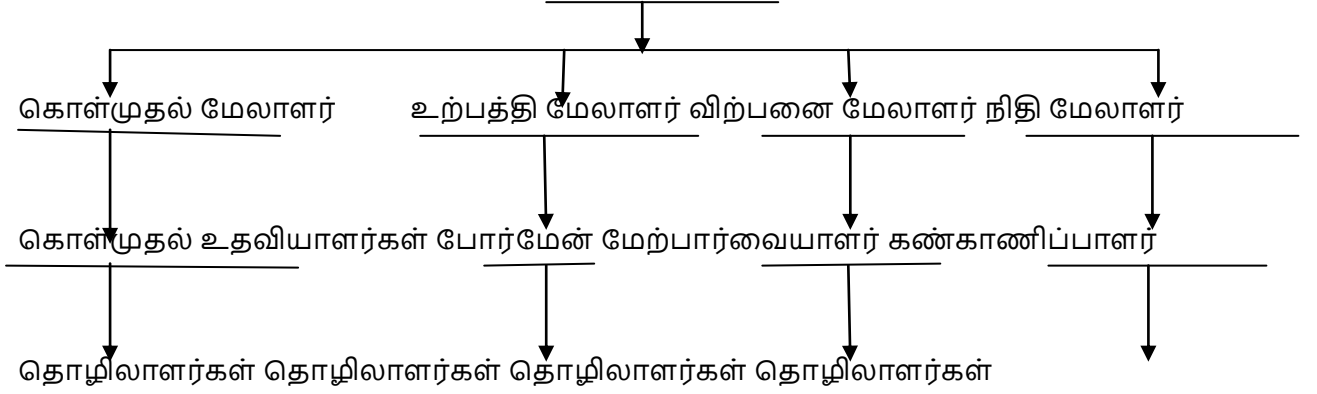 கொள்முதல் மேலாளர் உற்பத்தி மேலாளர் விற்பனை மேலாளர் நிதி மேலாளர்
கொள்முதல் உதவியாளர்கள் போர்மேன் மேற்பார்வையாளர் கண்காணிப்பாளர்
தொழிலாளர்கள் தொழிலாளர்கள் தொழிலாளர்கள் தொழிலாளர்கள்